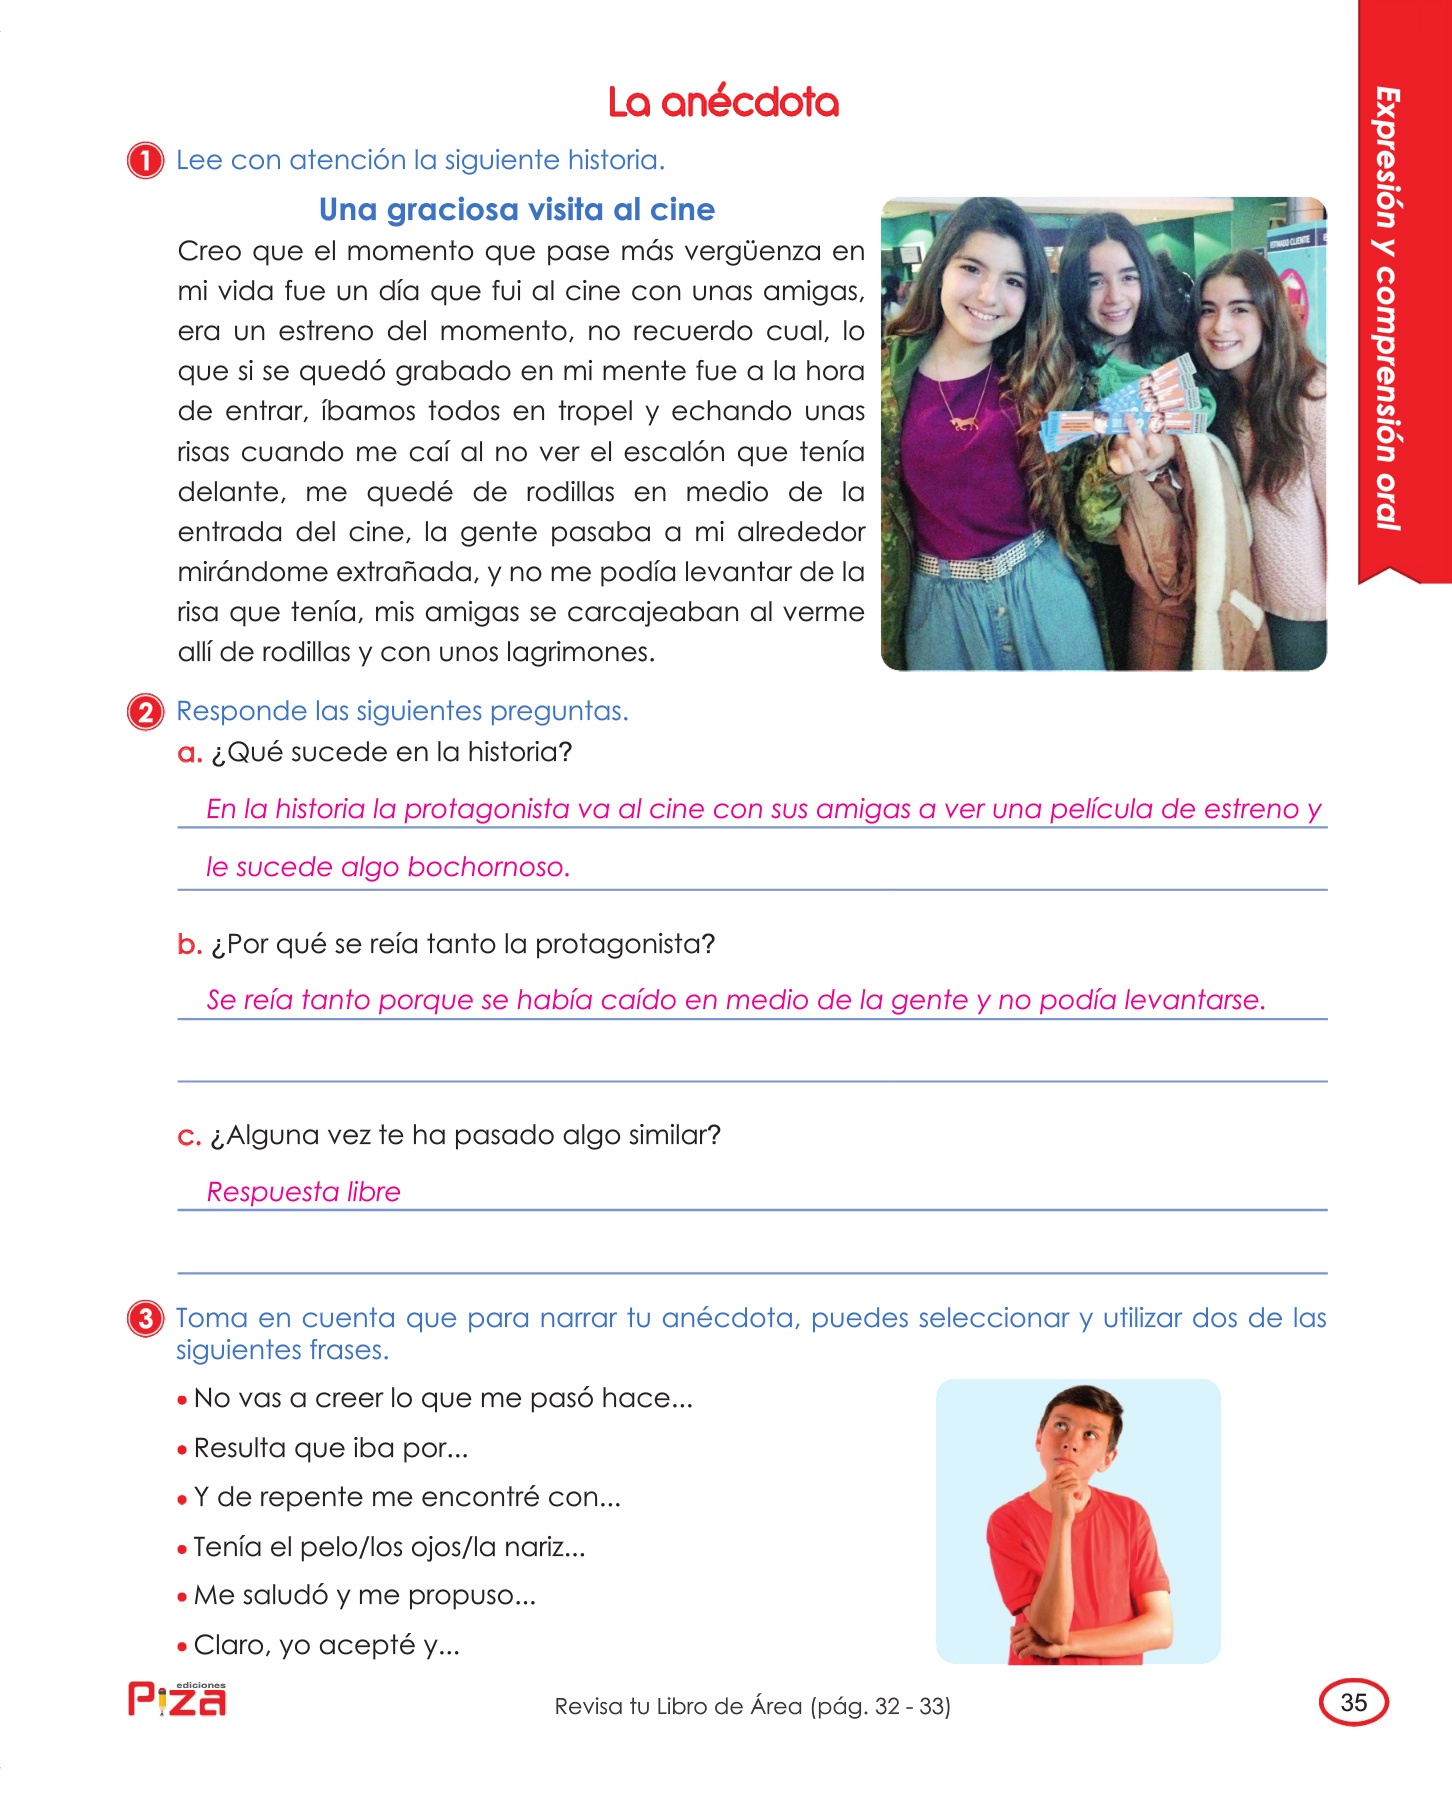 Expresión y comprensión oral
La anécdota
1 Lee con atención la siguiente historia.
Una graciosa visita al cine
Creo que el momento que pase más vergüenza en
mi vida fue un día que fui al cine con unas amigas,
era un estreno del momento, no recuerdo cual, lo
que si se quedó grabado en mi mente fue a la hora
de entrar, íbamos todos en tropel y echando unas
risas cuando me caí al no ver el escalón que tenía
delante, me quedé de rodillas en medio de la
entrada del cine, la gente pasaba a mi alrededor
mirándome extrañada, y no me podía levantar de la
risa que tenía, mis amigas se carcajeaban al verme
allí de rodillas y con unos lagrimones.
ESTIMADO CLIENTE
2 Responde las siguientes preguntas.
a. ¿Qué sucede en la historia?
En la historia la protagonista va al cine con sus amigas a ver una película de estreno y
le sucede algo bochornoso.
b. ¿Por qué se reía tanto la protagonista?
Se reía tanto porque se había caído en medio de la gente y no podía levantarse.
c. ¿Alguna vez te ha pasado algo similar?
Respuesta libre
3 Toma en cuenta que para narrar tu anécdota, puedes seleccionar y utilizar dos de las
siguientes frases.
• No vas a creer lo que me pasó hace...
• Resulta que iba por...
• Y de repente me encontré con...
• Tenía el pelo/los ojos/la nariz...
• Me saludó y me propuso...
• Claro, yo acepté y...
ediciones
Piza
Revisa tu Libro de Área (pág. 32 - 33)
35